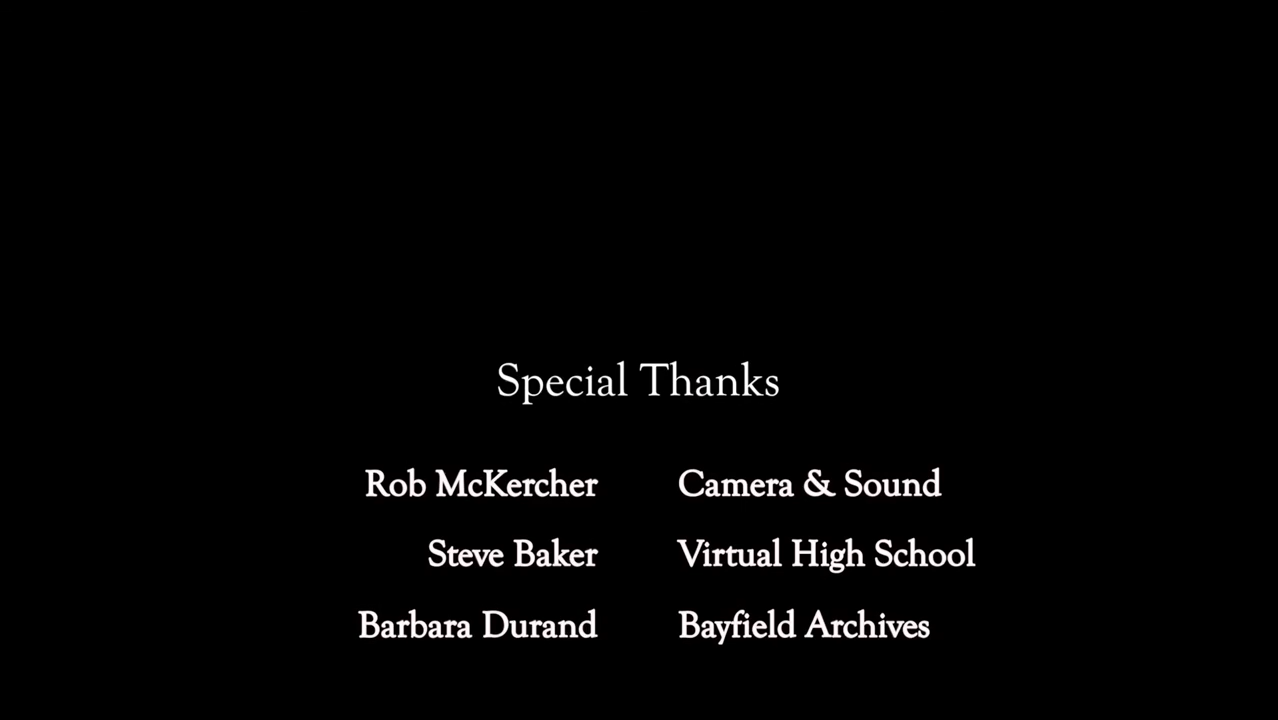 Special Thanks
Rob McKercher Camera & Sound
Steve Baker Virtual High School
Barbara Durand Bayfield Archives